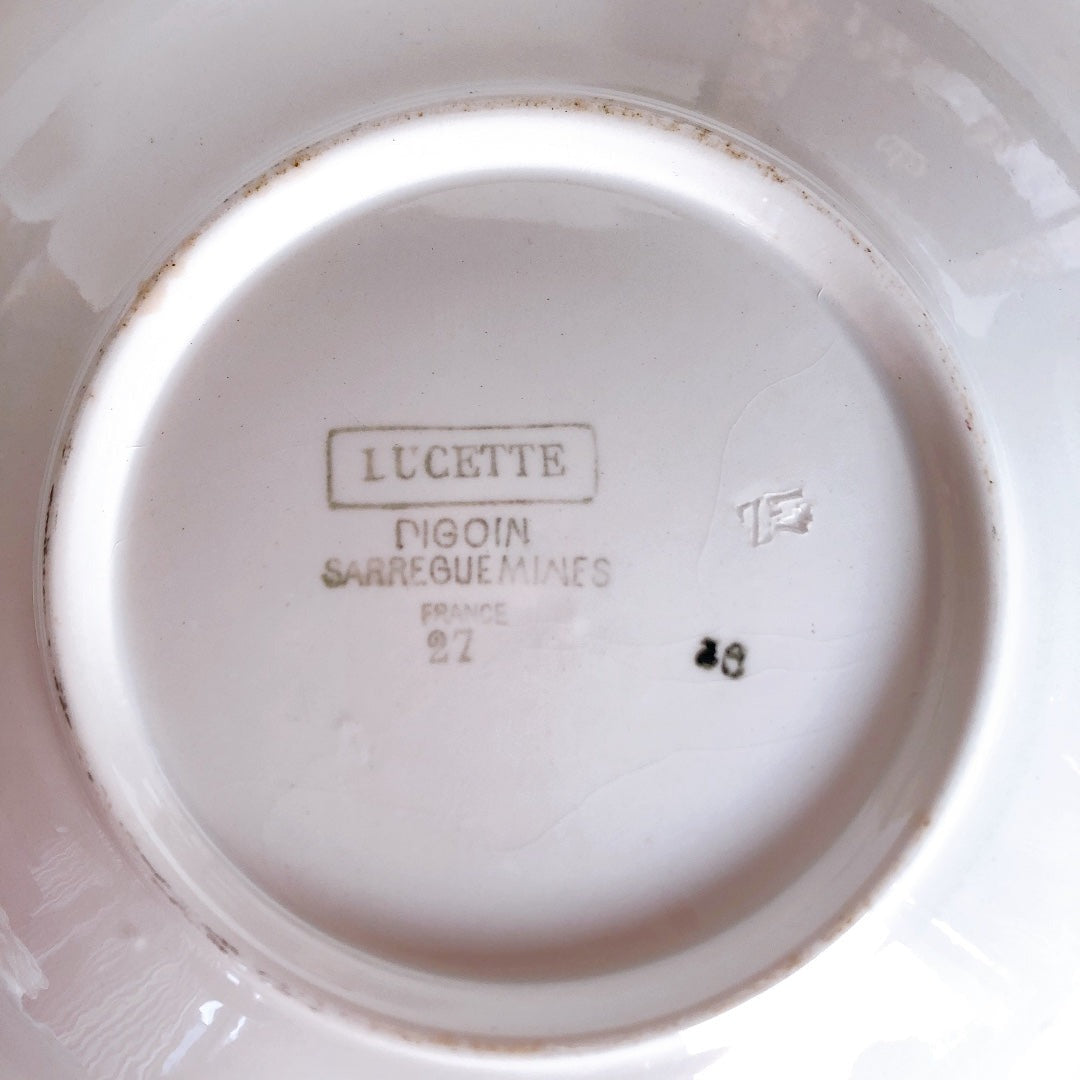 LUCETTE
DIGOIN
SARREGUEMINES
FRANCE
27